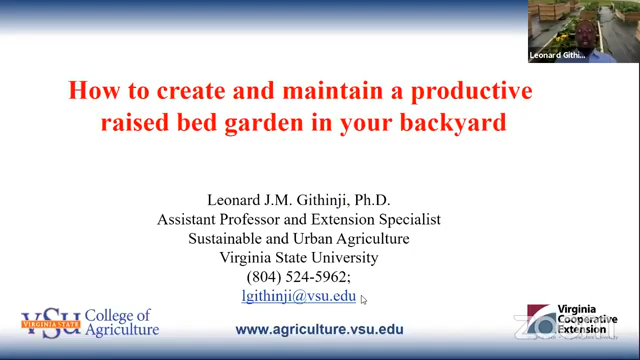 Leonard Githi...
How to create and maintain a productive
raised bed garden in your backyard
Leonard J.M. Githinji, Ph.D.
Assistant Professor and Extension Specialist
Sustainable and Urban Agriculture
Virginia State University
(804) 524-5962;
lgithinji@vsu.edu
VSU
VIRGINIA STATE
College of
Agriculture
www.agriculture.vsu.edu
Virginia
Cooperative
Extension